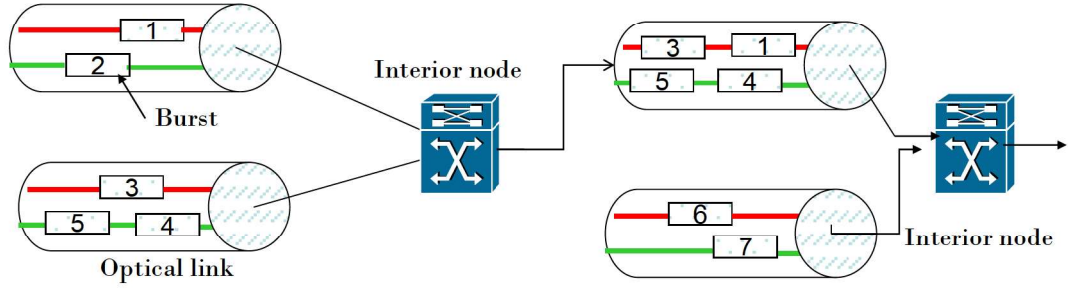 1
2
Burst
3
5 4
Optical link
Interior node
3 1
5 4
6
7
Interior node